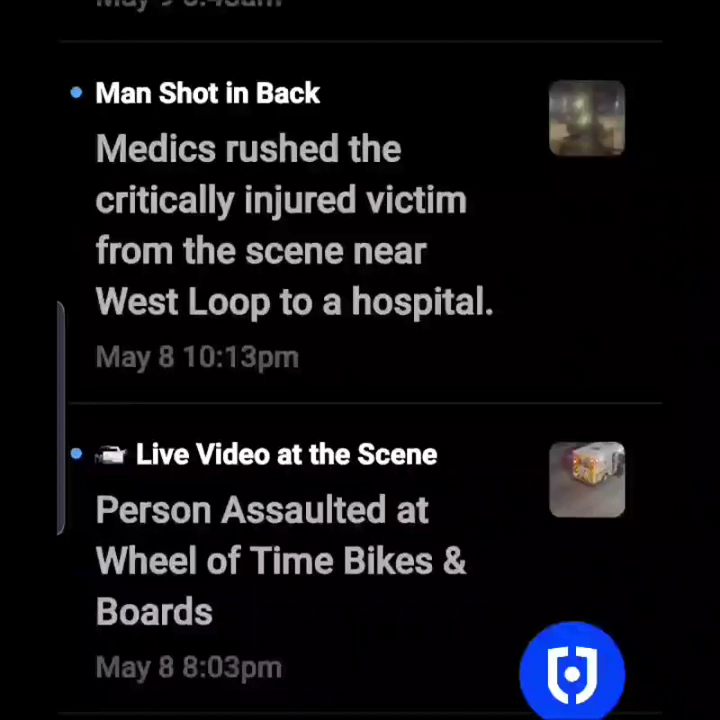 Man Shot in Back
Medics rushed the
critically injured victim
from the scene near
West Loop to a hospital.
May 8 10:13pm
Live Video at the Scene
Person Assaulted at
Wheel of Time Bikes &
Boards
May 8 8:03pm